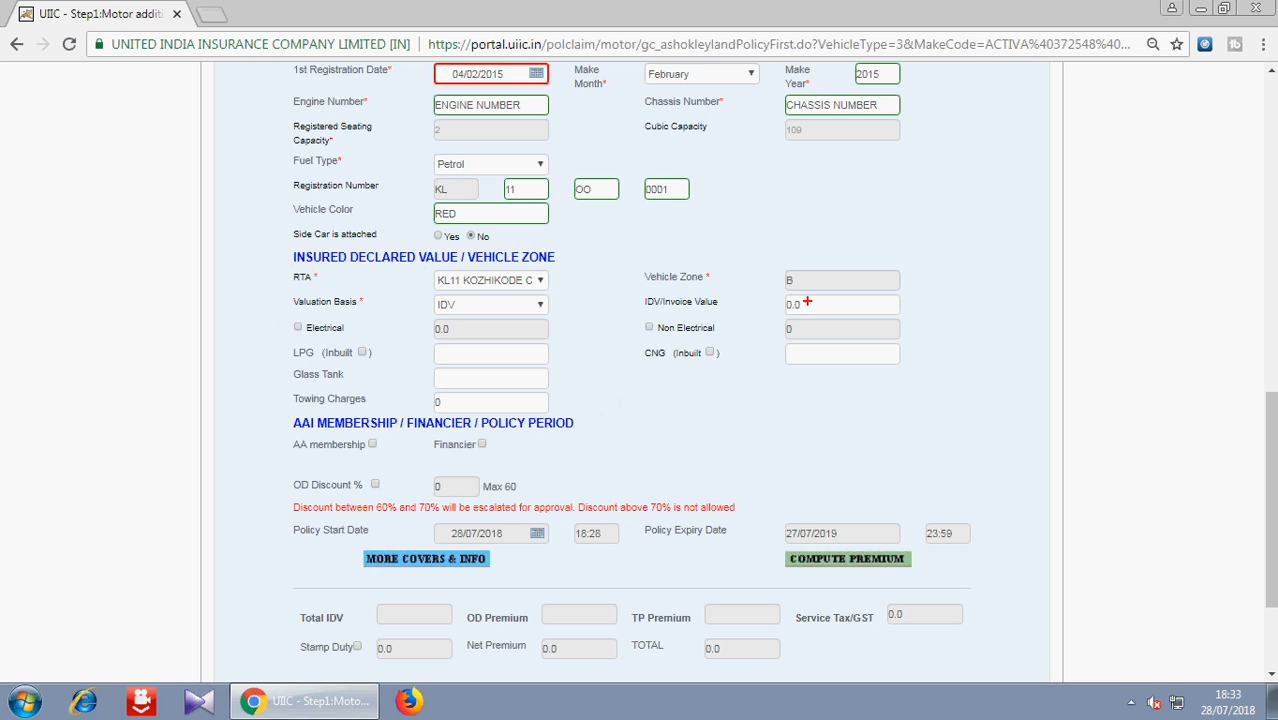 UIIC - Step1:Motor addit
UNITED INDIA INSURANCE COMPANY LIMITED [IN] https://portal.uiic.in/polclaim/motor/gc_ashokleylandPolicyFirst.do?VehicleType=3&MakeCode=ACTIVA%40372548%40...
1st Registration Date* 04/02/2015 Make Month* February Make Year* 2015
Engine Number* ENGINE NUMBER Chassis Number* CHASSIS NUMBER
Registered Seating Capacity* 2 Cubic Capacity 109
Fuel Type* Petrol
Registration Number KL 11 OO 0001
Vehicle Color RED
Side Car is attached Yes No
INSURED DECLARED VALUE / VEHICLE ZONE
RTA * KL11 KOZHIKODE C Vehicle Zone * B
Valuation Basis * IDV IDV/Invoice Value 0.0
Electrical 0.0 Non Electrical 0
LPG (Inbuilt ) CNG (Inbuilt )
Glass Tank
Towing Charges 0
AAI MEMBERSHIP / FINANCIER / POLICY PERIOD
AA membership Financier
OD Discount % 0 Max 60
Discount between 60% and 70% will be escalated for approval. Discount above 70% is not allowed
Policy Start Date 28/07/2018 18:28 Policy Expiry Date 27/07/2019 23:59
MORE COVERS & INFO COMPUTE PREMIUM
Total IDV OD Premium TP Premium Service Tax/GST 0.0
Stamp Duty 0.0 Net Premium 0.0 TOTAL 0.0
UIIC - Step1:Moto... 18:33
28/07/2018